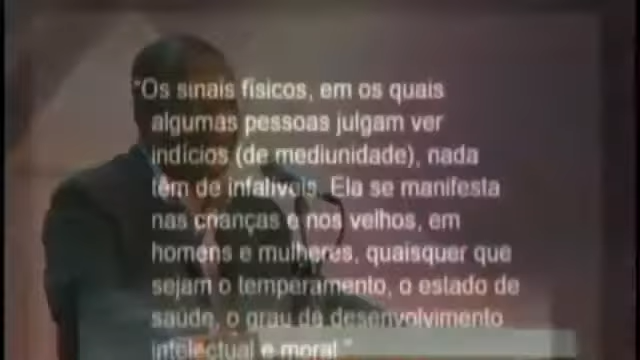 "Os sinais físicos, em os quais
algumas pessoas julgam ver
indícios (de mediunidade), nada
têm de infalíveis. Ela se manifesta
nas crianças e nos velhos, em
homens e mulheres, quaisquer que
sejam o temperamento, o estado de
saúde, o grau de desenvolvimento
intelectual e moral."